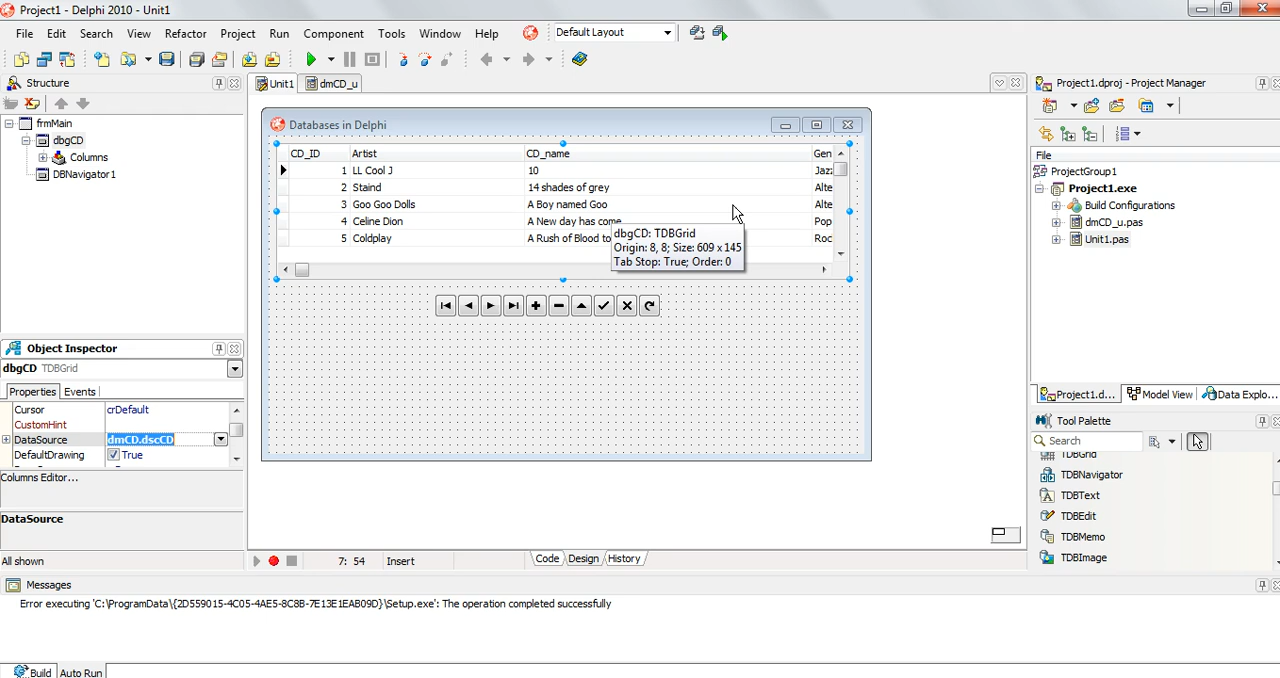 Project1 - Delphi 2010 - Unit1
File Edit Search View Refactor Project Run Component Tools Window Help Default Layout
Structure
frmMain
dbgCD
Columns
DBNavigator1
Object Inspector
dbgCD TDBGrid
Properties Events
Cursor crDefault
CustomHint
DataSource dmCD.dscCD
DefaultDrawing True
Columns Editor...
DataSource
All shown
Unit1 dmCD_u
Databases in Delphi
CD_ID Artist CD_name Gen
1 LL Cool J 10 Jaz
2 Staind 14 shades of grey Alte
3 Goo Goo Dolls A Boy named Goo Alte
4 Celine Dion A New day has come Pop
5 Coldplay A Rush of Blood to Roc
dbgCD: TDBGrid
Origin: 8, 8; Size: 609 x 145
Tab Stop: True; Order: 0
7: 54 Insert
Code Design History
Project1.dproj - Project Manager
File
ProjectGroup1
Project1.exe
Build Configurations
dmCD_u.pas
Unit1.pas
Project1.d... Model View Data Explo...
Tool Palette
Search
TDBGrid
TDBNavigator
TDBText
TDBEdit
TDBMemo
TDBImage
Messages
Error executing 'C:\ProgramData\{2D559015-4C05-4AE5-8C8B-7E13E1EAB09D}\Setup.exe': The operation completed successfully
Build Auto Run